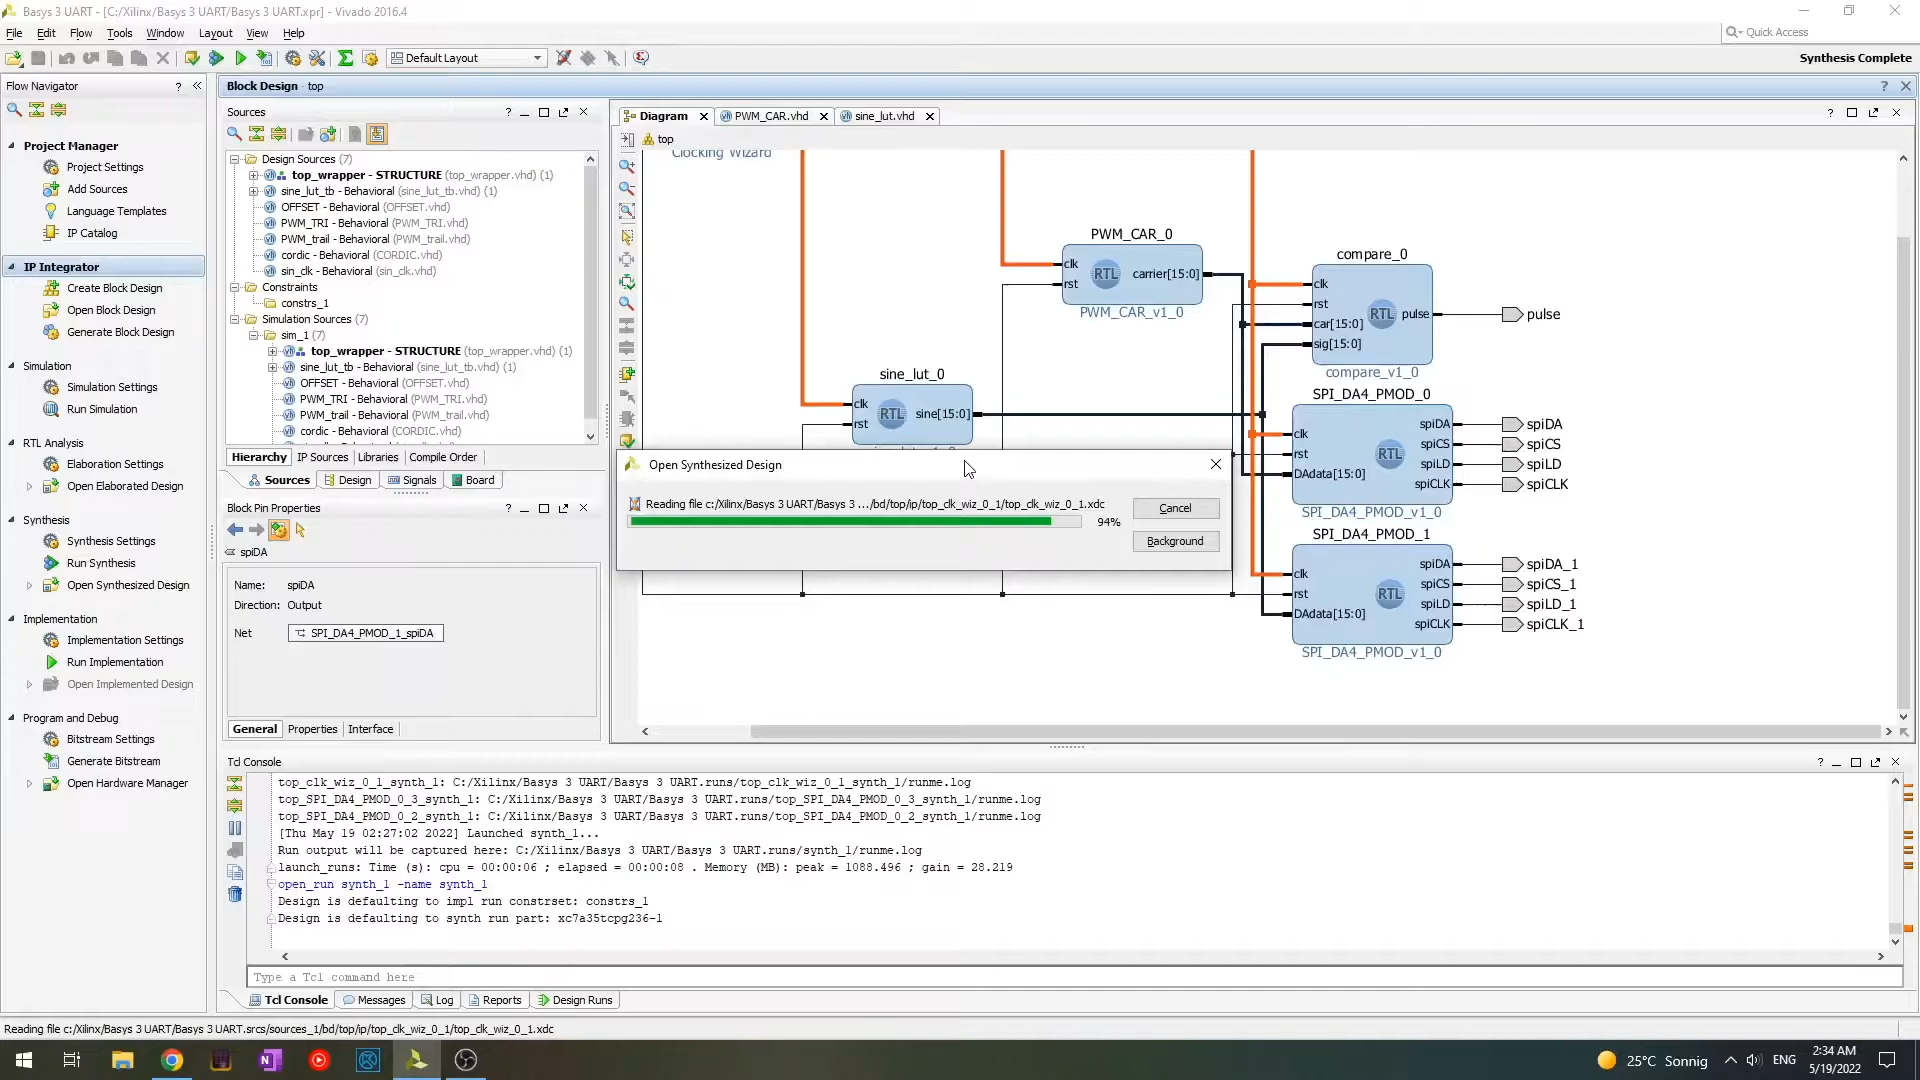 Basys 3 UART - [C:/Xilinx/Basys 3 UART/Basys 3 UART.xpr] - Vivado 2016.4
File Edit Flow Tools Window Layout View Help
Quick Access
Default Layout
Synthesis Complete
Flow Navigator
Project Manager
Project Settings
Add Sources
Language Templates
IP Catalog
IP Integrator
Create Block Design
Open Block Design
Generate Block Design
Simulation
Simulation Settings
Run Simulation
RTL Analysis
Elaboration Settings
Open Elaborated Design
Synthesis
Synthesis Settings
Run Synthesis
Open Synthesized Design
Implementation
Implementation Settings
Run Implementation
Open Implemented Design
Program and Debug
Bitstream Settings
Generate Bitstream
Open Hardware Manager
Block Design - top
Sources
Design Sources (7)
top_wrapper - STRUCTURE (top_wrapper.vhd) (1)
sine_lut_tb - Behavioral (sine_lut_tb.vhd) (1)
OFFSET - Behavioral (OFFSET.vhd)
PWM_TRI - Behavioral (PWM_TRI.vhd)
PWM_trail - Behavioral (PWM_trail.vhd)
cordic - Behavioral (CORDIC.vhd)
sin_clk - Behavioral (sin_clk.vhd)
Constraints
constrs_1
Simulation Sources (7)
sim_1 (7)
top_wrapper - STRUCTURE (top_wrapper.vhd) (1)
sine_lut_tb - Behavioral (sine_lut_tb.vhd) (1)
OFFSET - Behavioral (OFFSET.vhd)
PWM_TRI - Behavioral (PWM_TRI.vhd)
PWM_trail - Behavioral (PWM_trail.vhd)
cordic - Behavioral (CORDIC.vhd)
Hierarchy IP Sources Libraries Compile Order
Sources Design Signals Board
Block Pin Properties
spiDA
Name: spiDA
Direction: Output
Net SPI_DA4_PMOD_1_spiDA
General Properties Interface
Diagram PWM_CAR.vhd sine_lut.vhd
top
Clocking Wizard
PWM_CAR_0
clk
rst
carrier[15:0]
RTL
PWM_CAR_v1_0
compare_0
clk
rst
car[15:0]
sig[15:0]
RTL
pulse
pulse
compare_v1_0
sine_lut_0
clk
rst
RTL
sine[15:0]
SPI_DA4_PMOD_0
clk
rst
DAdata[15:0]
RTL
spiDA
spiCS
spiLD
spiCLK
spiDA
spiCS
spiLD
spiCLK
SPI_DA4_PMOD_v1_0
SPI_DA4_PMOD_1
clk
rst
DAdata[15:0]
RTL
spiDA
spiCS
spiLD
spiCLK
spiDA_1
spiCS_1
spiLD_1
spiCLK_1
SPI_DA4_PMOD_v1_0
Open Synthesized Design
Reading file c:/Xilinx/Basys 3 UART/Basys 3 .../bd/top/ip/top_clk_wiz_0_1/top_clk_wiz_0_1.xdc
94%
Cancel
Background
Tcl Console
top_clk_wiz_0_1_synth_1: C:/Xilinx/Basys 3 UART/Basys 3 UART.runs/top_clk_wiz_0_1_synth_1/runme.log
top_SPI_DA4_PMOD_0_3_synth_1: C:/Xilinx/Basys 3 UART/Basys 3 UART.runs/top_SPI_DA4_PMOD_0_3_synth_1/runme.log
top_SPI_DA4_PMOD_0_2_synth_1: C:/Xilinx/Basys 3 UART/Basys 3 UART.runs/top_SPI_DA4_PMOD_0_2_synth_1/runme.log
[Thu May 19 02:27:02 2022] Launched synth_1...
Run output will be captured here: C:/Xilinx/Basys 3 UART/Basys 3 UART.runs/synth_1/runme.log
launch_runs: Time (s): cpu = 00:00:06 ; elapsed = 00:00:08 . Memory (MB): peak = 1088.496 ; gain = 28.219
open_run synth_1 -name synth_1
Design is defaulting to impl run constrset: constrs_1
Design is defaulting to synth run part: xc7a35tcpg236-1
Type a Tcl command here
Tcl Console Messages Log Reports Design Runs
Reading file c:/Xilinx/Basys 3 UART/Basys 3 UART.srcs/sources_1/bd/top/ip/top_clk_wiz_0_1/top_clk_wiz_0_1.xdc
25°C Sonnig
ENG
2:34 AM
5/19/2022